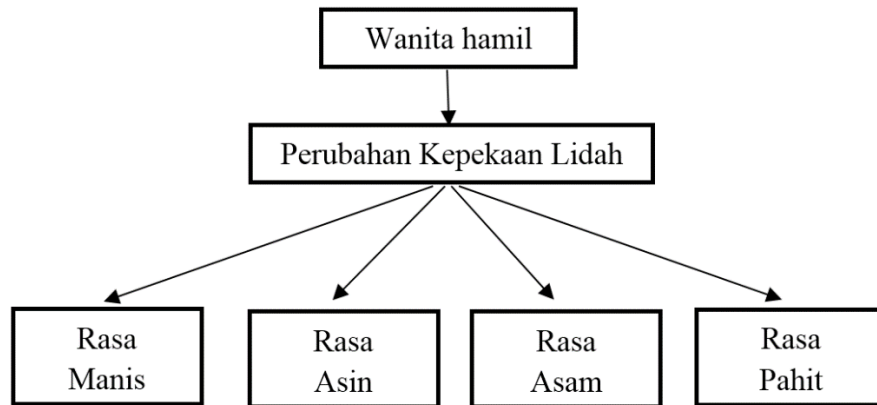 Wanita hamil
Perubahan Kepekaan Lidah
Rasa
Manis
Rasa
Asin
Rasa
Asam
Rasa
Pahit